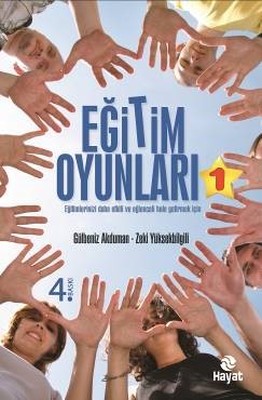 EĞİTİM
OYUNLARI 1
Eğitimlerinizi daha etkili ve eğlenceli hale getirmek için
Gülbeniz Akduman - Zeki Yüksekbilgili
4. BASKI
Hayat